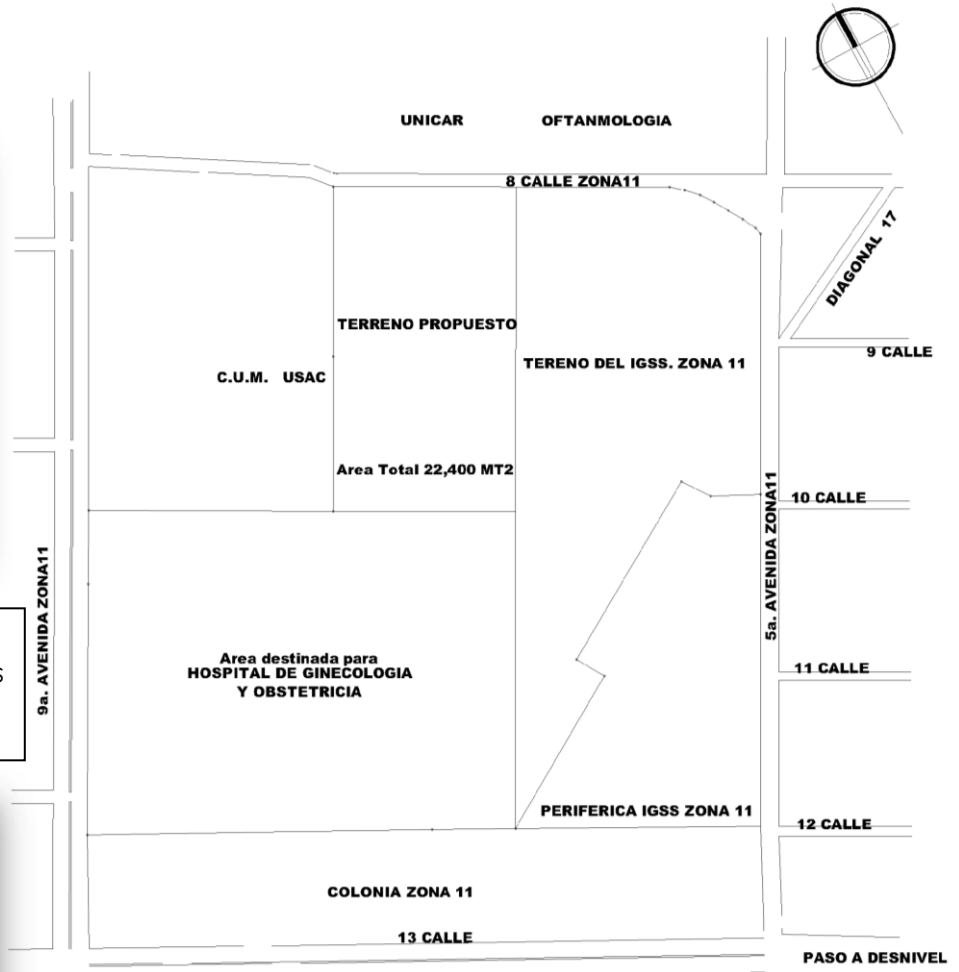 UNICAR
OFTANMOLOGIA
8 CALLE ZONA11
DIAGONAL 17
TERRENO PROPUESTO
9 CALLE
TERENO DEL IGSS. ZONA 11
C.U.M. USAC
Area Total 22,400 MT2
10 CALLE
5a. AVENIDA ZONA11
9a. AVENIDA ZONA11
Area destinada para
HOSPITAL DE GINECOLOGIA
Y OBSTETRICIA
11 CALLE
PERIFERICA IGSS ZONA 11
12 CALLE
COLONIA ZONA 11
13 CALLE
PASO A DESNIVEL